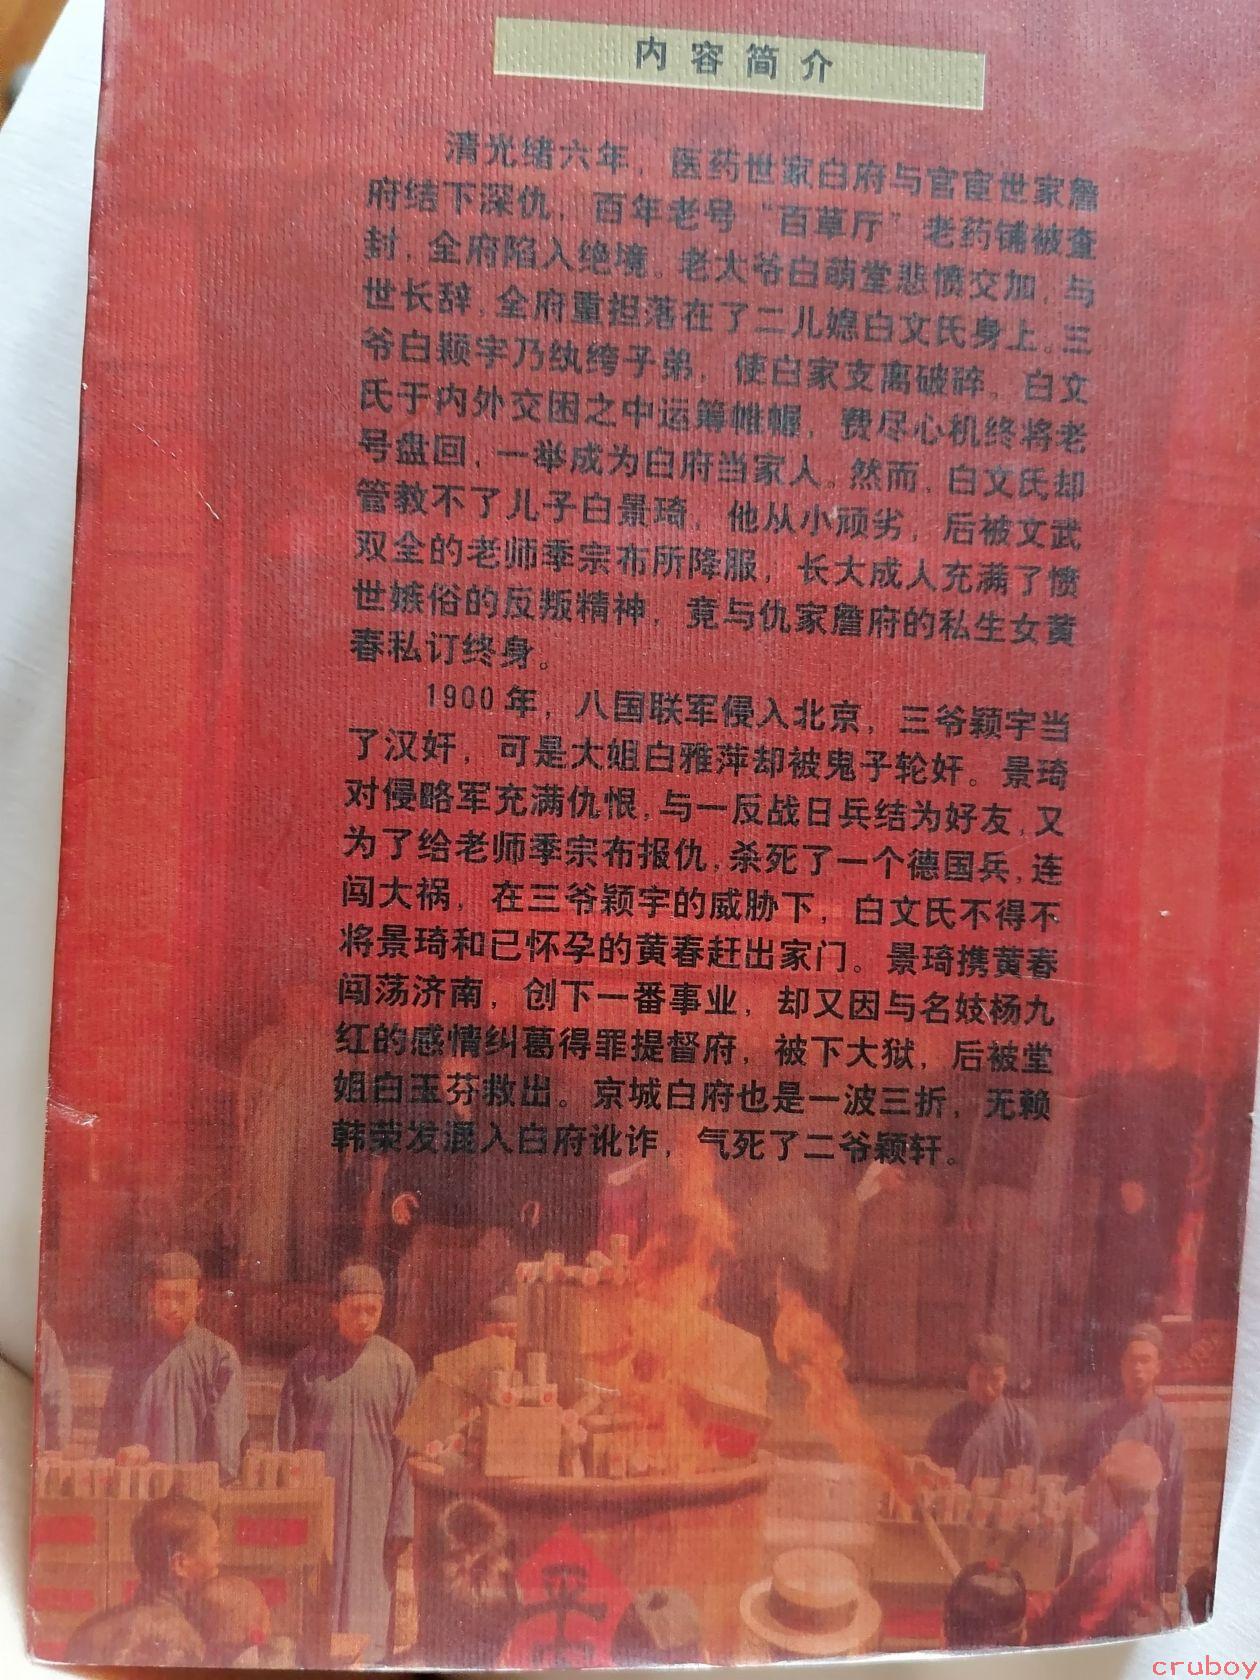 内容简介
清光绪六年，医药世家白府与官宦世家詹
府结下深仇，百年老号“百草厅”老药铺被查
封，全府陷入绝境。老太爷白萌堂悲愤交加，与
世长辞，全府重担落在了二儿媳白文氏身上。三
爷白颖宇乃纨绔子弟，使白家支离破碎。白文
氏于内外交困之中运筹帷幄，费尽心机终将老
号盘回，一举成为白府当家人。然而，白文氏却
管教不了儿子白景琦，他从小顽劣，后被文武
双全的老师季宗布所降服，长大成人充满了愤
世嫉俗的反叛精神，竟与仇家詹府的私生女黄
春私订终身。
1900年，八国联军侵入北京，三爷颖宇当
了汉奸，可是大姐白雅萍却被鬼子轮奸。景琦
对侵略军充满仇恨，与一反战日兵结为好友，又
为了给老师季宗布报仇，杀死了一个德国兵，连
闯大祸，在三爷颖宇的威胁下，白文氏不得不
将景琦和已怀孕的黄春赶出家门。景琦携黄春
闯荡济南，创下一番事业，却又因与名妓杨九
红的感情纠葛得罪提督府，被下大狱，后被堂
姐白玉芬救出。京城白府也是一波三折，无赖
韩荣发混入白府讹诈，气死了二爷颖轩。
平
cruboy